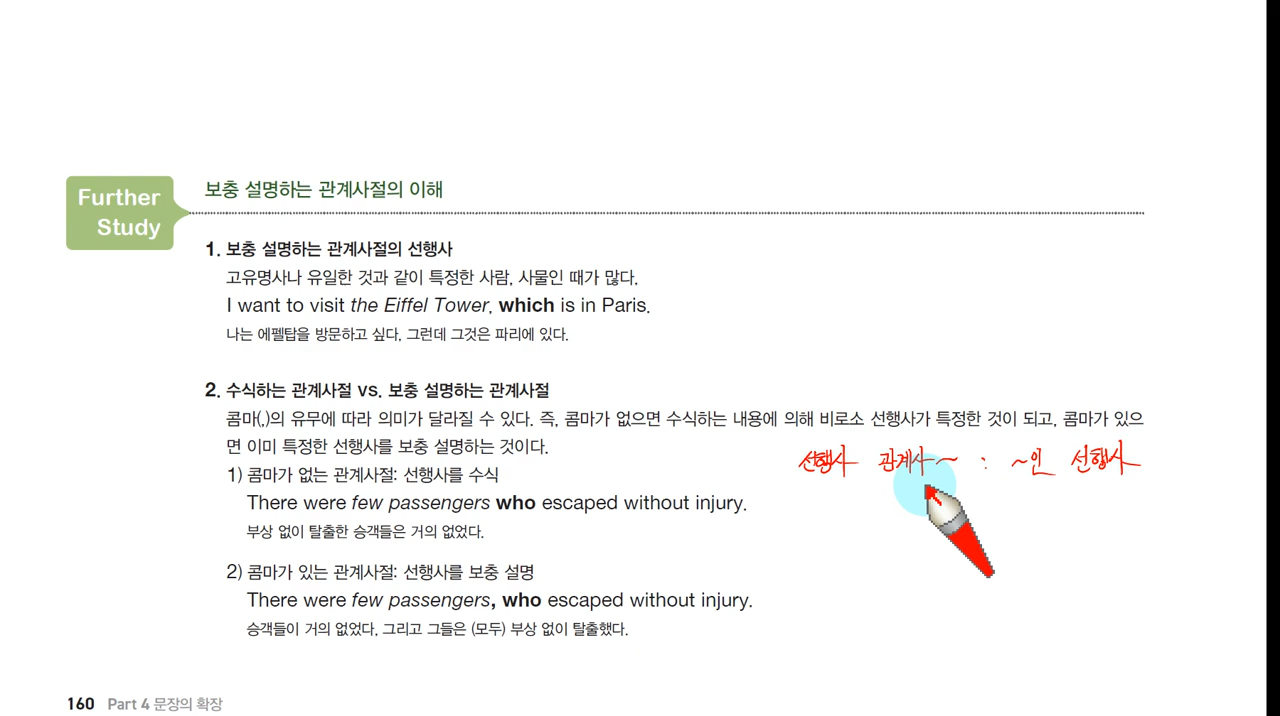 Further
Study
보충 설명하는 관계사절의 이해
1. 보충 설명하는 관계사절의 선행사
고유명사나 유일한 것과 같이 특정한 사람, 사물인 때가 많다.
I want to visit the Eiffel Tower, which is in Paris.
나는 에펠탑을 방문하고 싶다, 그런데 그것은 파리에 있다.
2. 수식하는 관계사절 vs. 보충 설명하는 관계사절
콤마(,)의 유무에 따라 의미가 달라질 수 있다. 즉, 콤마가 없으면 수식하는 내용에 의해 비로소 선행사가 특정한 것이 되고, 콤마가 있으
면 이미 특정한 선행사를 보충 설명하는 것이다.
선행사 관계사~ : ~인 선행사
1) 콤마가 없는 관계사절: 선행사를 수식
There were few passengers who escaped without injury.
부상 없이 탈출한 승객들은 거의 없었다.
2) 콤마가 있는 관계사절: 선행사를 보충 설명
There were few passengers, who escaped without injury.
승객들이 거의 없었다, 그리고 그들은 (모두) 부상 없이 탈출했다.
160 Part 4 문장의 확장